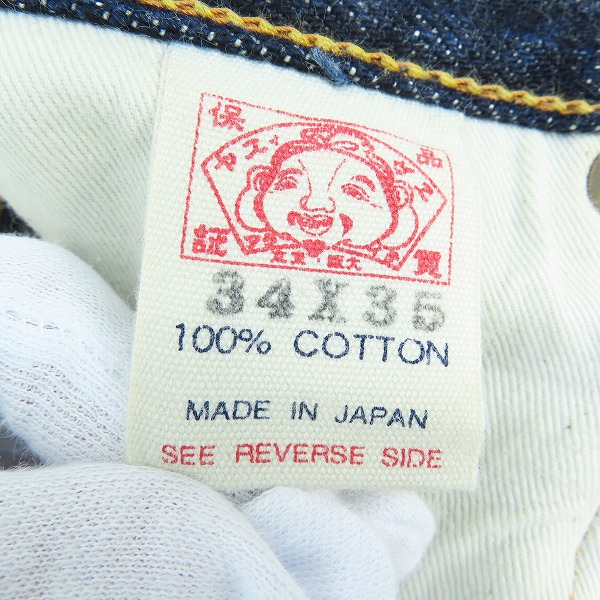 保 品
証 質
34X35
100% COTTON
MADE IN JAPAN
SEE REVERSE SIDE